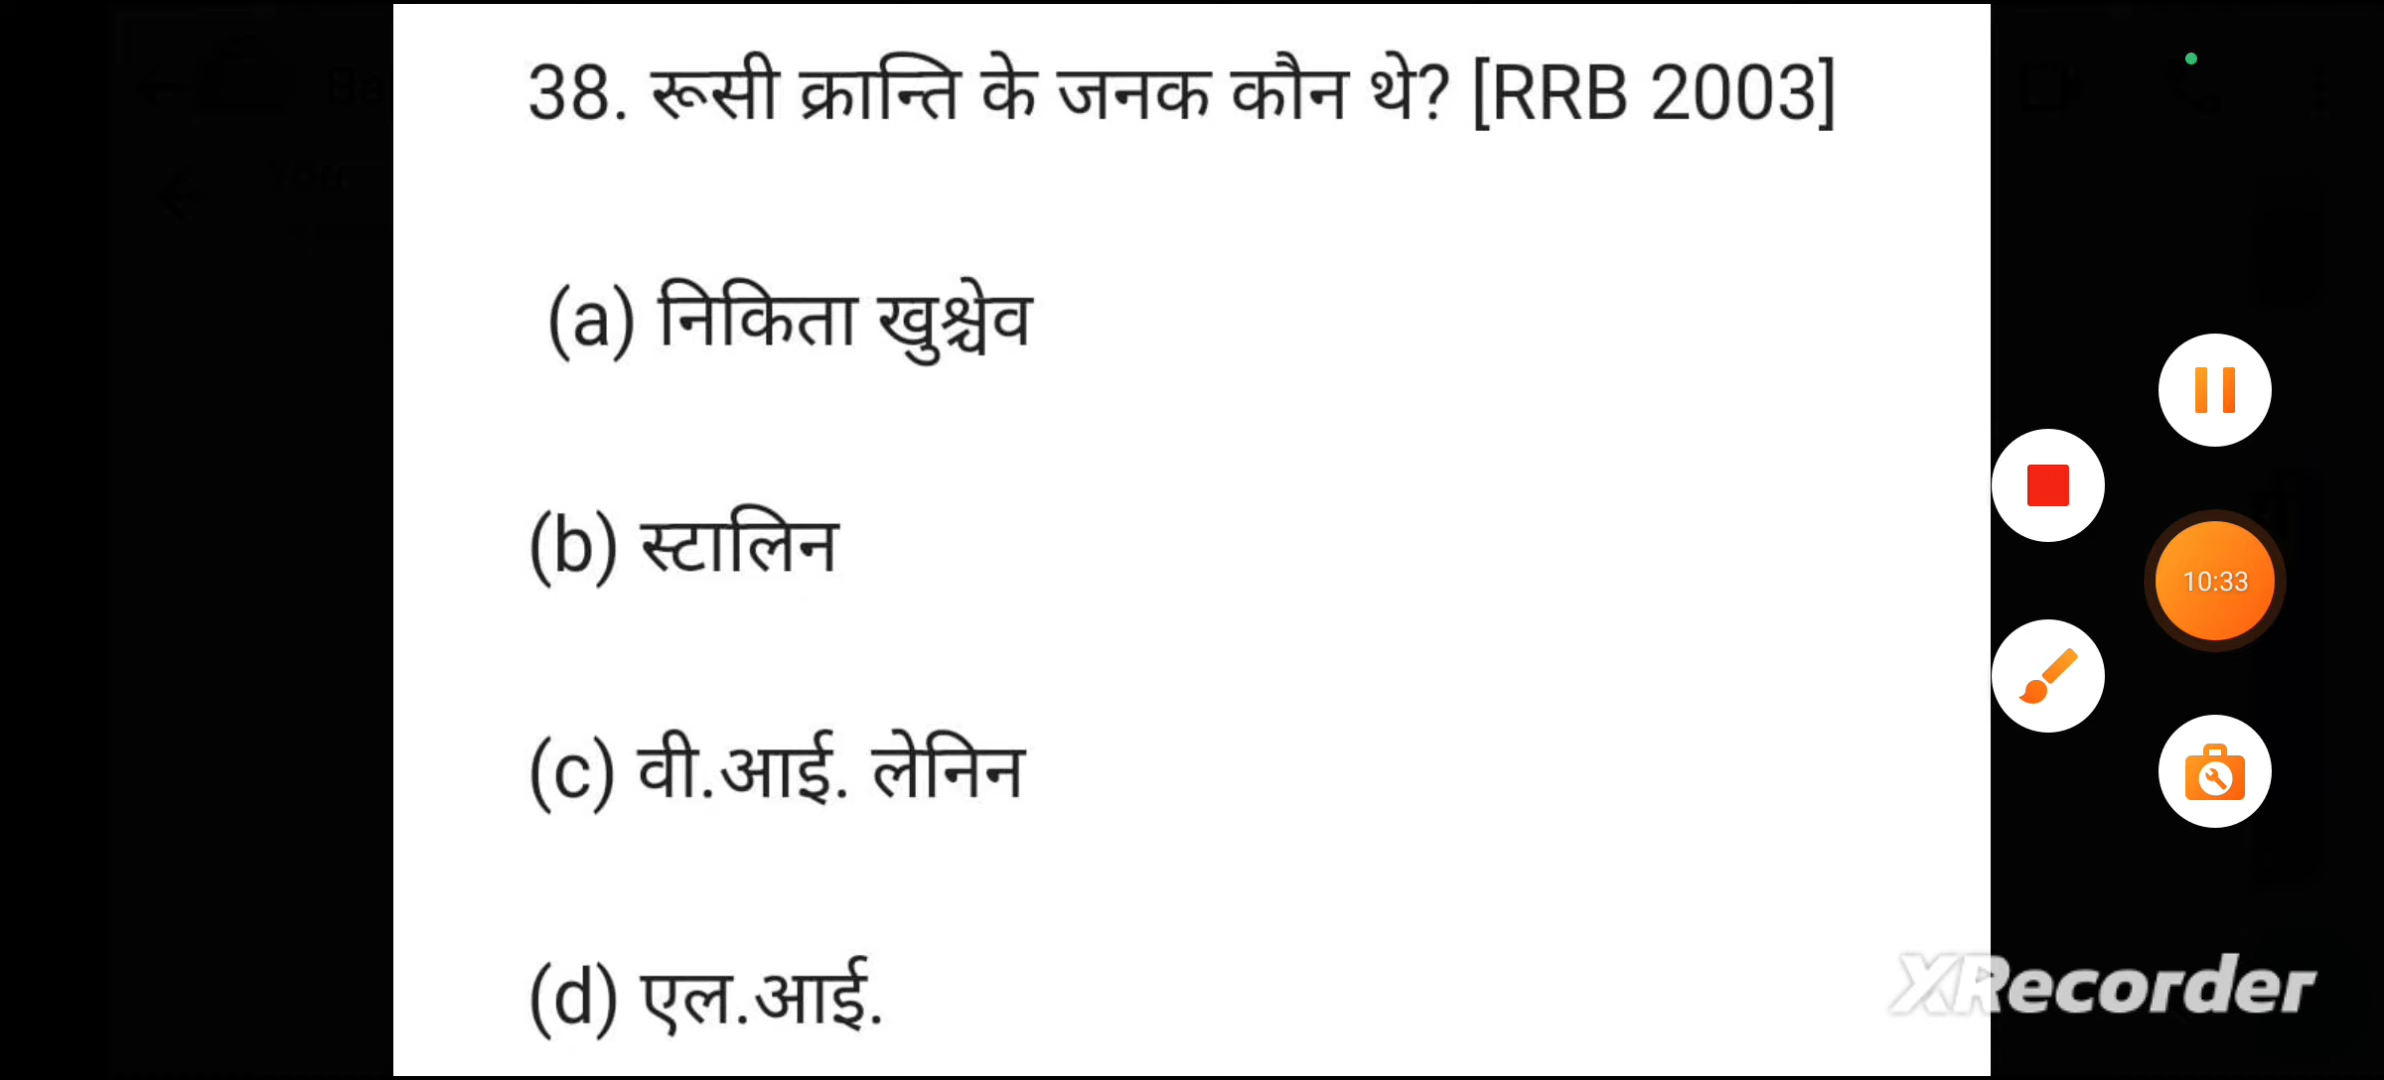 38. रूसी क्रान्ति के जनक कौन थे? [RRB 2003]
(a) निकिता खुश्चेव
(b) स्टालिन
(c) वी.आई. लेनिन
(d) एल.आई.
10:33
XRecorder